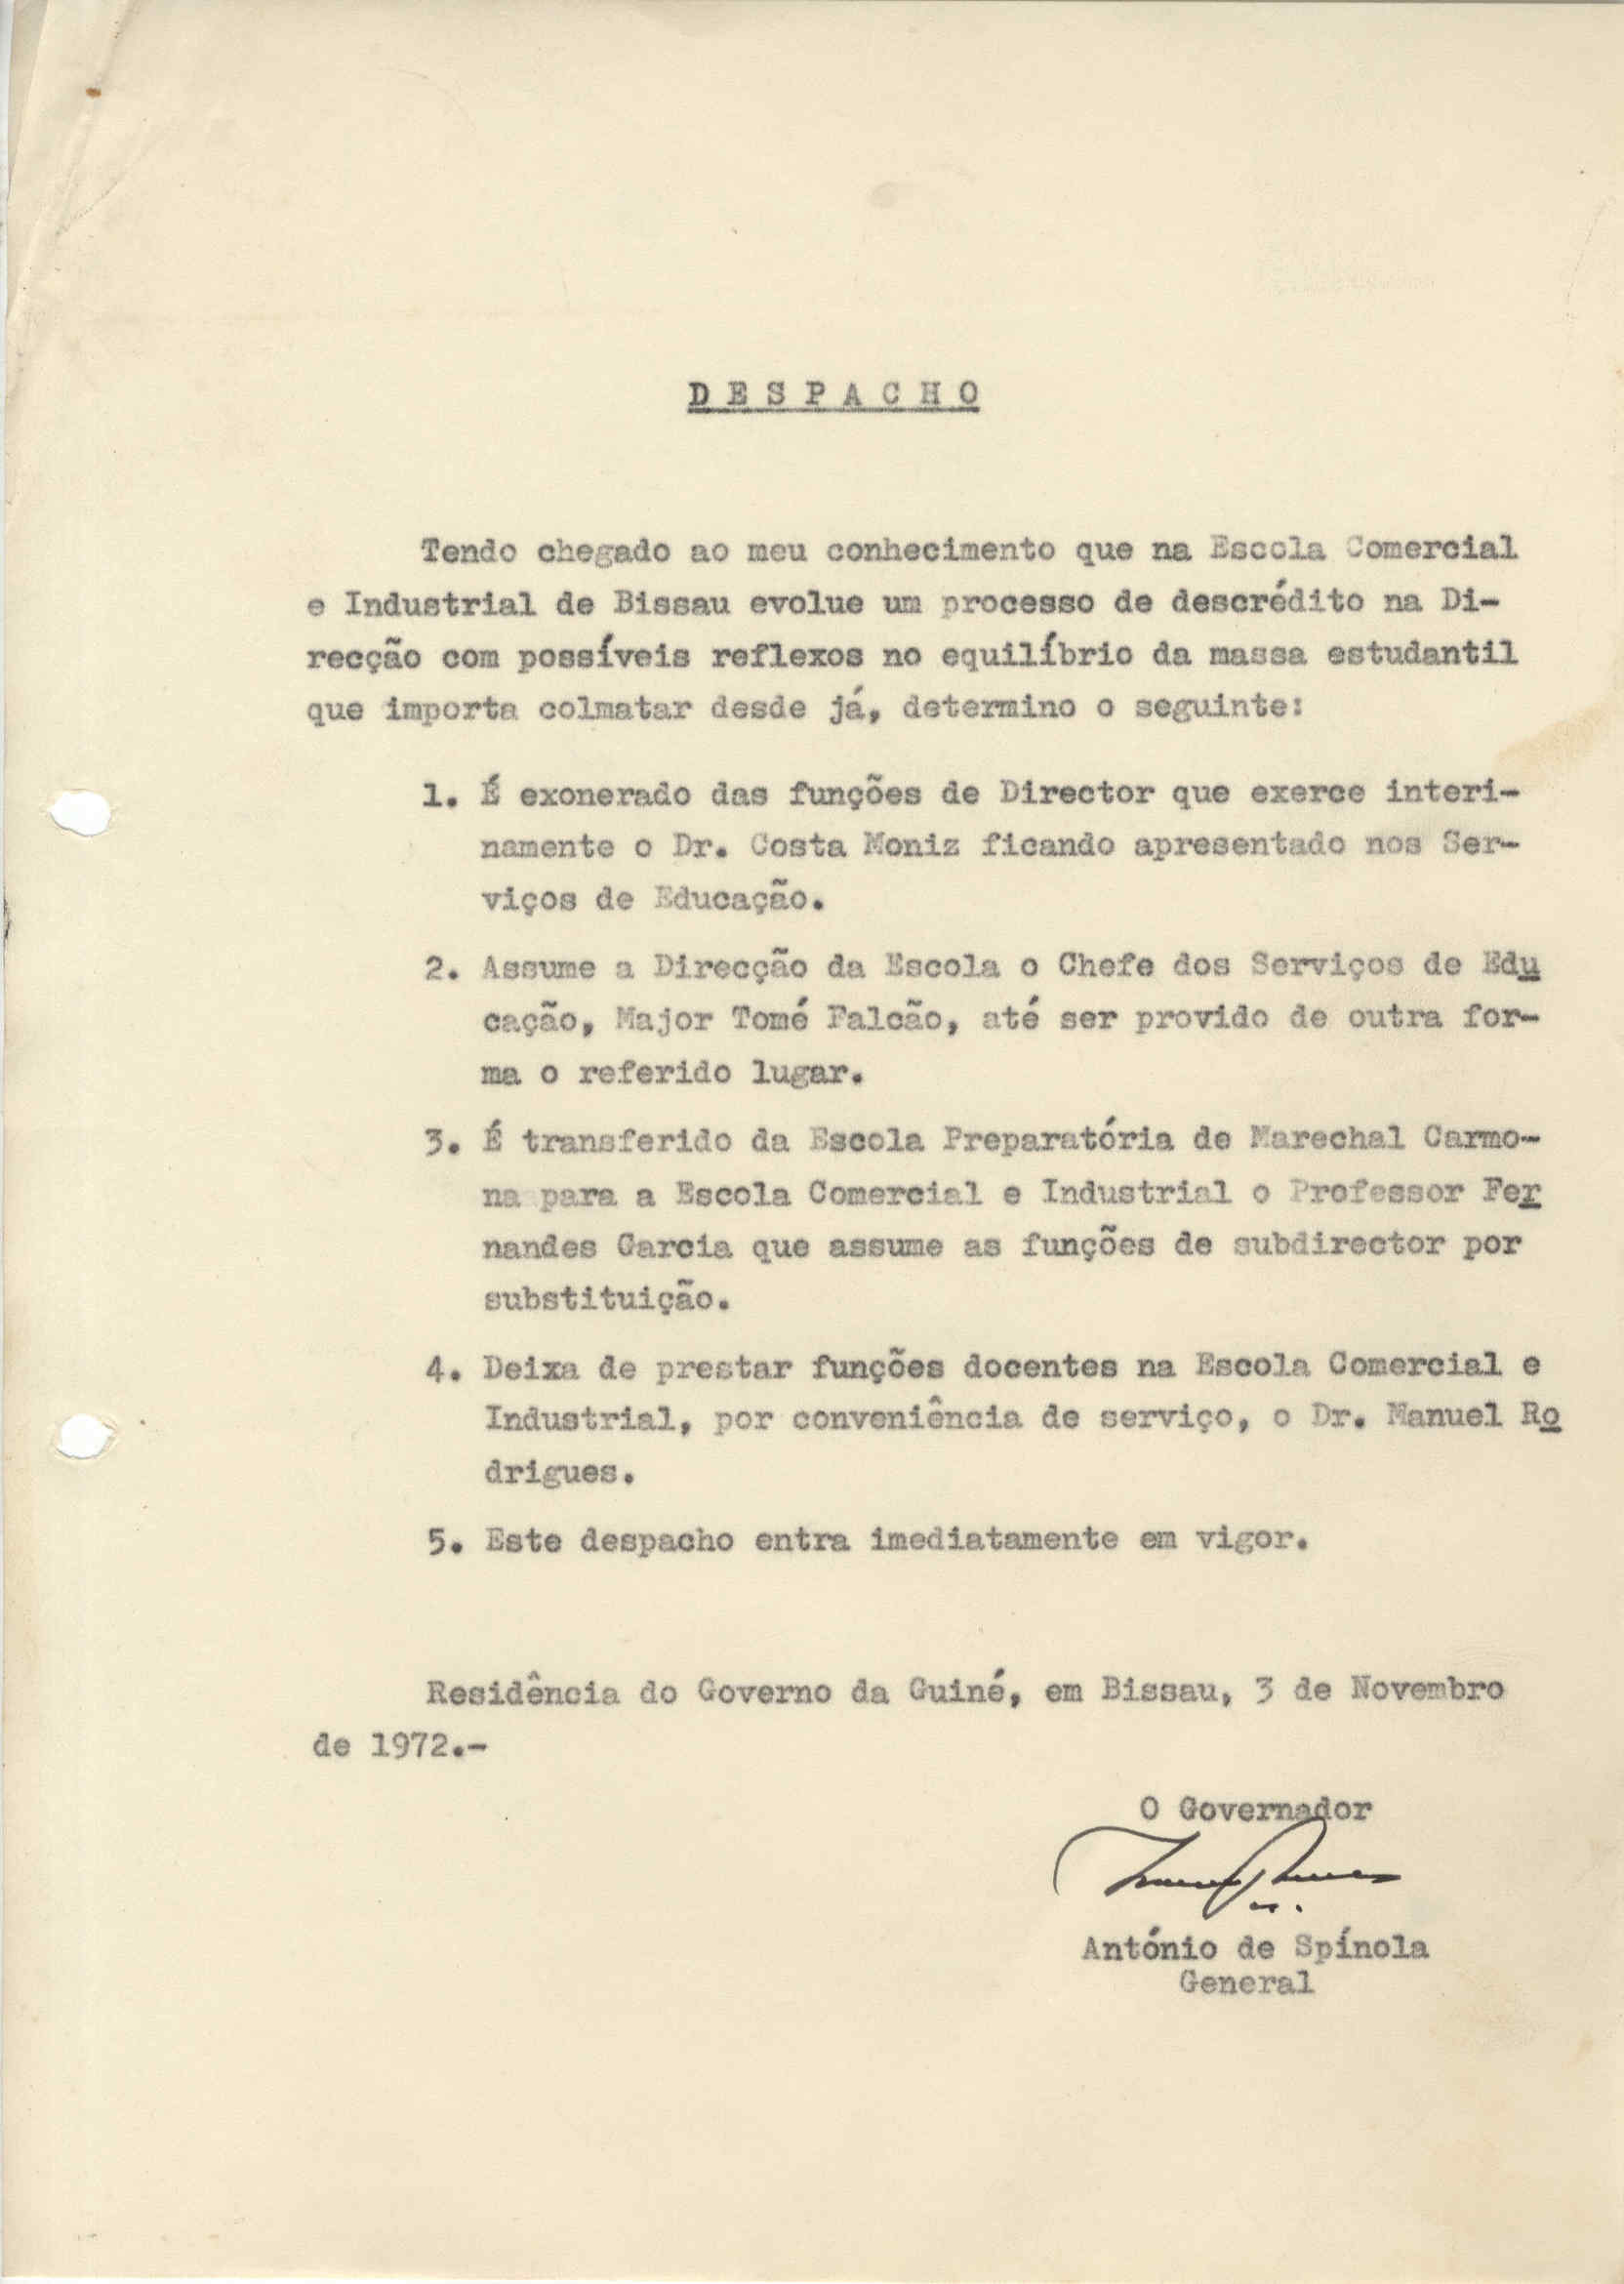 DESPACHO
Tendo chegado ao meu conhecimento que na Escola Comercial
e Industrial de Bissau evolue um processo de descrédito na Di-
recção com possíveis reflexos no equilíbrio da massa estudantil
que importa colmatar desde já, determino o seguinte:
1. É exonerado das funções de Director que exerce interi-
namente o Dr. Costa Moniz ficando apresentado nos Ser-
viços de Educação.
2. Assume a Direcção da Escola o Chefe dos Serviços de Edu
cação, Major Tomé Falcão, até ser provido de outra for-
ma o referido lugar.
3. É transferido da Escola Preparatória de Marechal Carmo-
na para a Escola Comercial e Industrial o Professor Fer
nandes Garcia que assume as funções de subdirector por
substituição.
4. Deixa de prestar funções docentes na Escola Comercial e
Industrial, por conveniência de serviço, o Dr. Manuel Ro
drigues.
5. Este despacho entra imediatamente em vigor.
Residência do Governo da Guiné, em Bissau, 3 de Novembro
de 1972.-
O Governador
António de Spínola
General